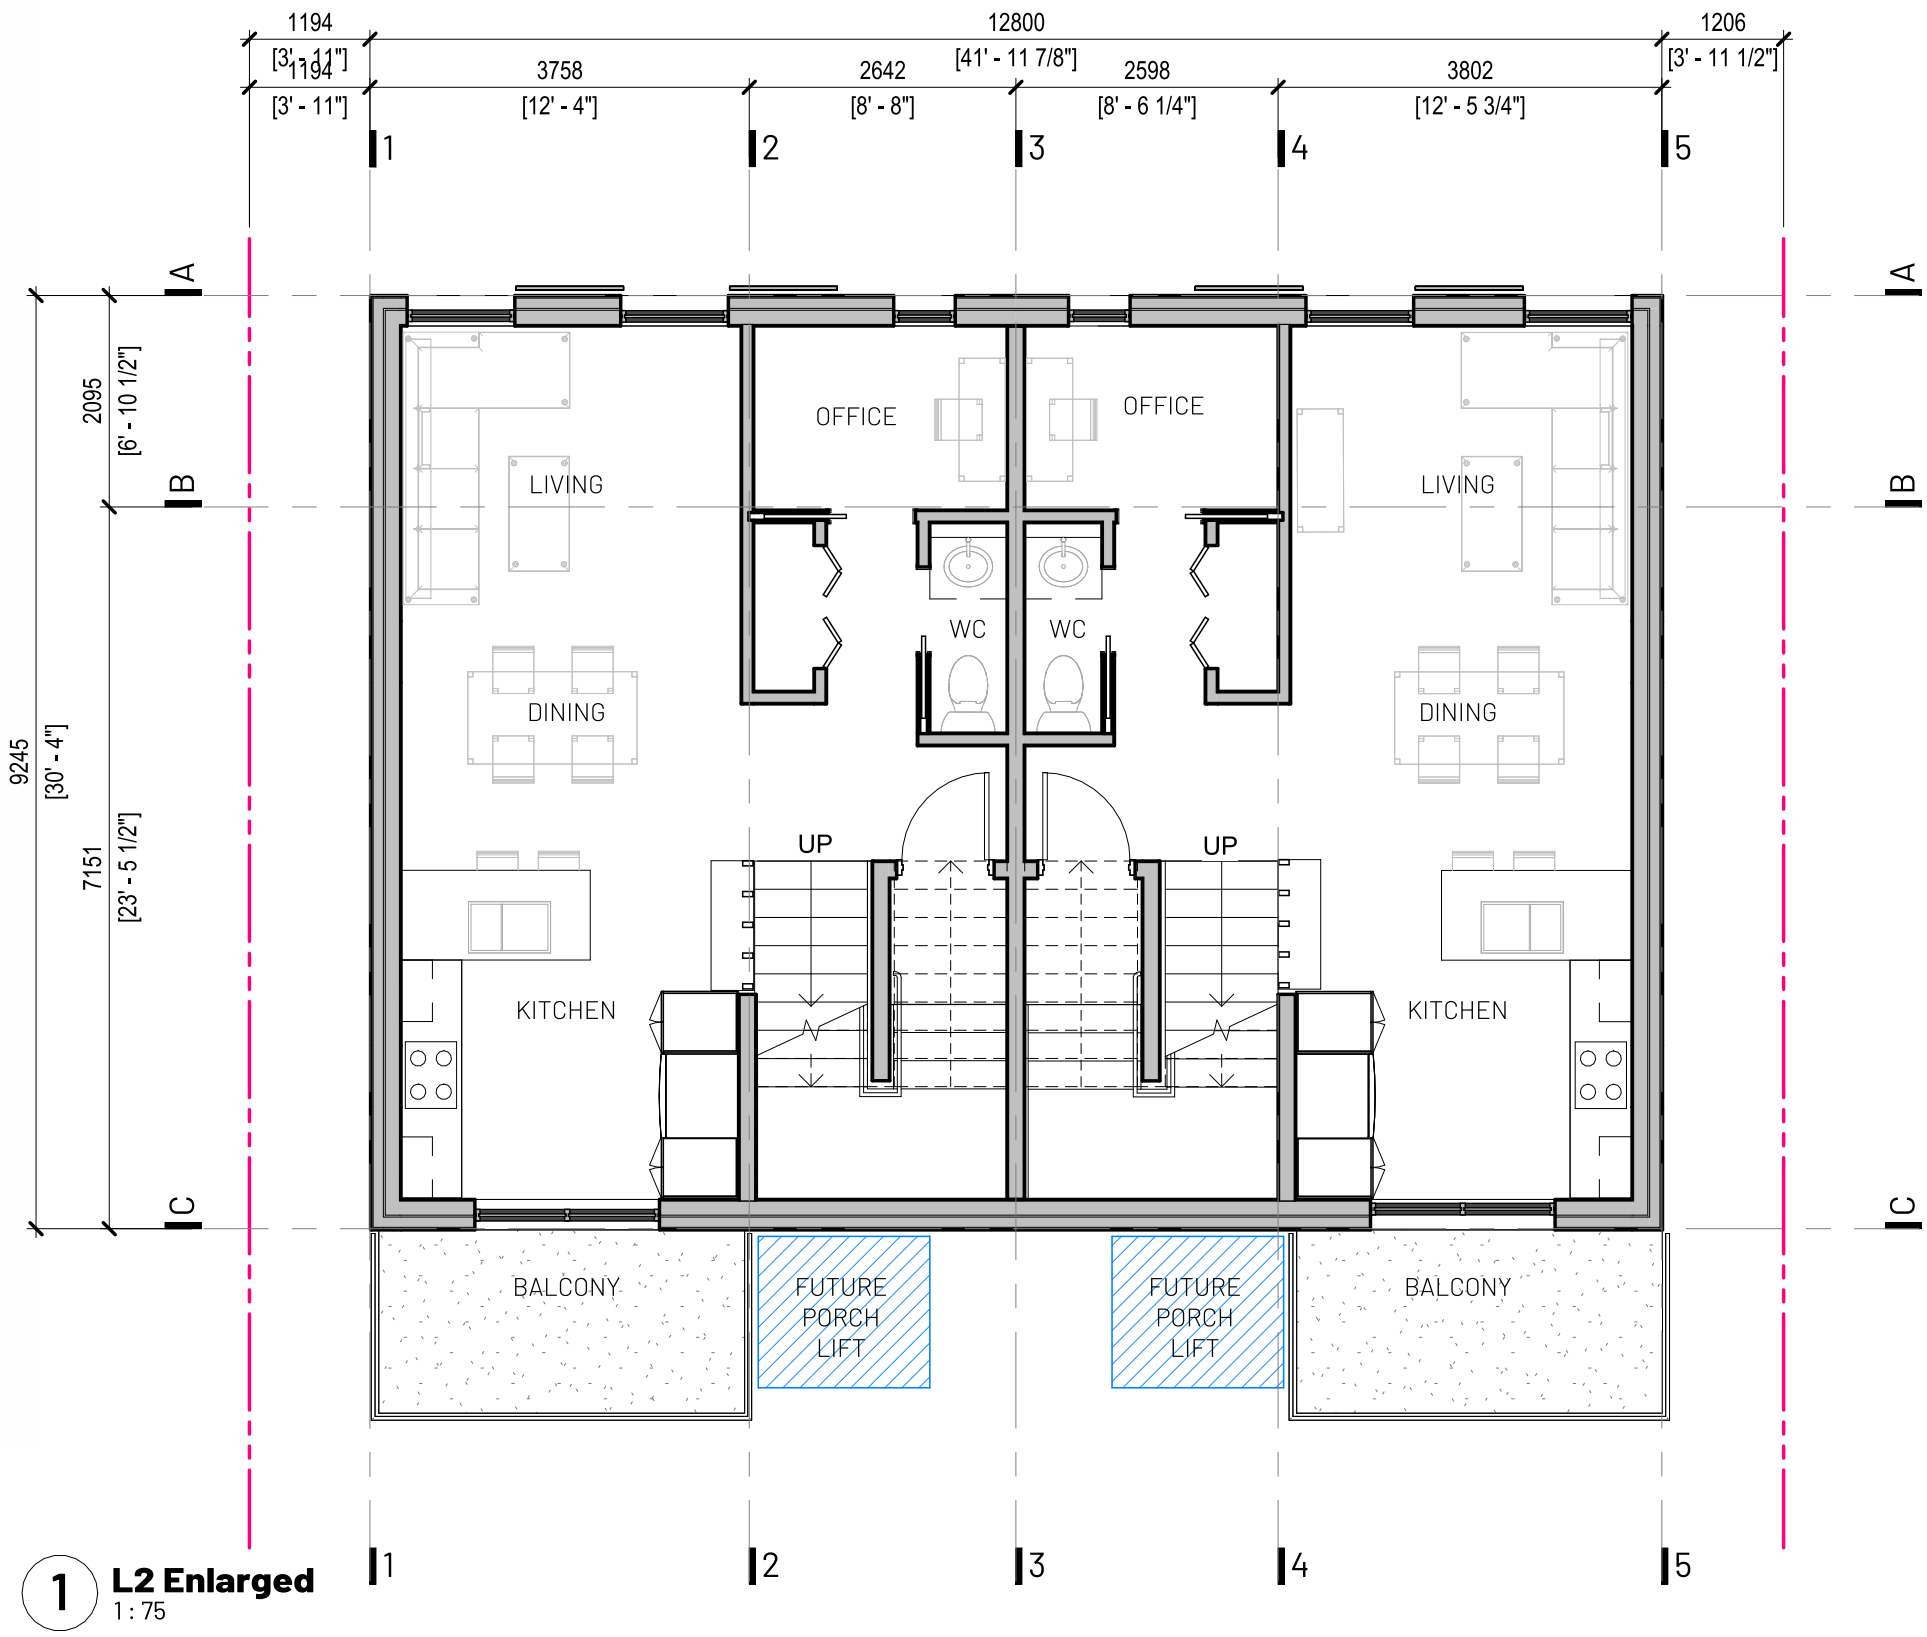 1194
12800
1206
[3' - 11"]
[41' - 11 7/8"]
[3' - 11 1/2"]
1194
3758
2642
2598
3802
[3' - 11"]
[12' - 4"]
[8' - 8"]
[8' - 6 1/4"]
[12' - 5 3/4"]
1
2
3
4
5
A
A
2095
[6' - 10 1/2"]
OFFICE
OFFICE
B
LIVING
LIVING
B
WC
WC
DINING
DINING
9245
[30' - 4"]
7151
[23' - 5 1/2"]
UP
UP
KITCHEN
KITCHEN
C
C
BALCONY
FUTURE
PORCH
LIFT
FUTURE
PORCH
LIFT
BALCONY
1
2
3
4
5
1
L2 Enlarged
1 : 75